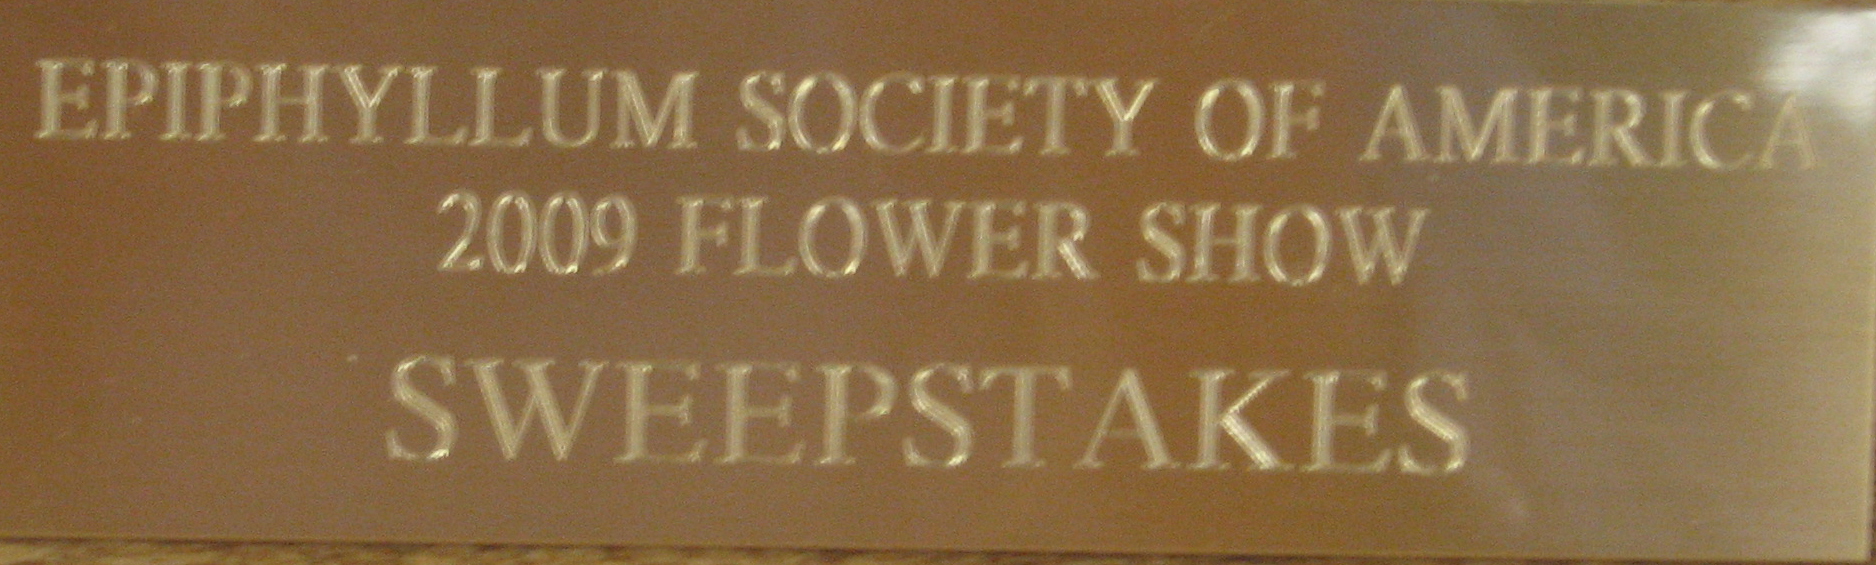 EPIPHYLLUM SOCIETY OF AMERICA
2009 FLOWER SHOW
SWEEPSTAKES